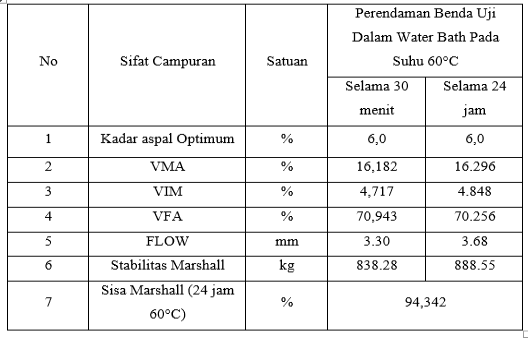 No Sifat Campuran Satuan Perendaman Benda Uji
Dalam Water Bath Pada
Suhu 60°C
Selama 30
menit
Selama 24
jam
1 Kadar aspal Optimum % 6,0 6,0
2 VMA % 16,182 16.296
3 VIM % 4,717 4.848
4 VFA % 70,943 70.256
5 FLOW mm 3.30 3.68
6 Stabilitas Marshall kg 838.28 888.55
7 Sisa Marshall (24 jam
60°C) % 94,342